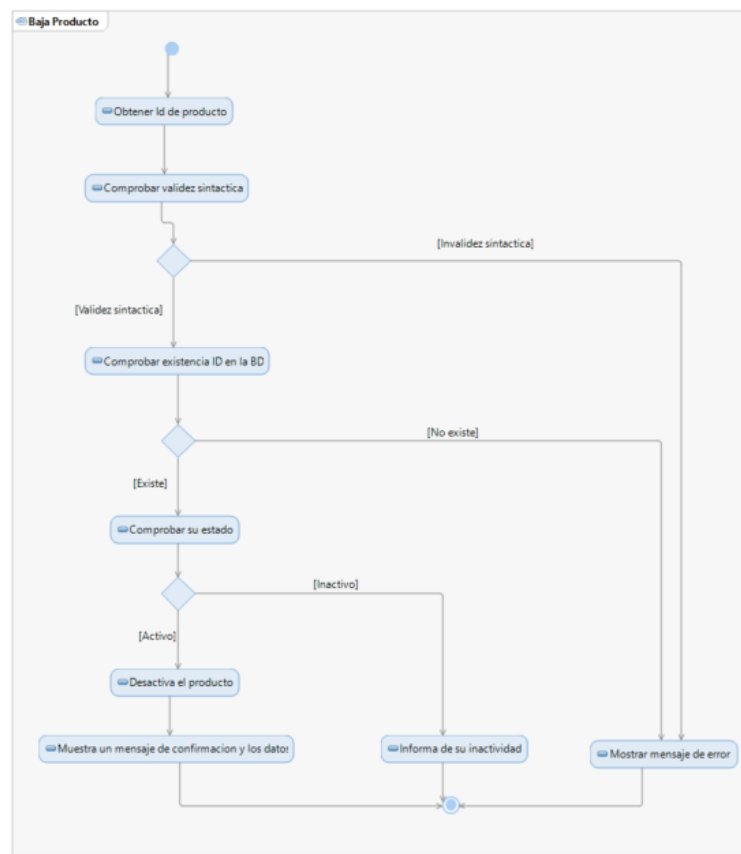 Baja Producto
Obtener Id de producto
Comprobar validez sintactica
[Invalidez sintactica]
[Validez sintactica]
Comprobar existencia ID en la BD
[No existe]
[Existe]
Comprobar su estado
[Inactivo]
[Activo]
Desactiva el producto
Muestra un mensaje de confirmacion y los datos
Informa de su inactividad
Mostrar mensaje de error